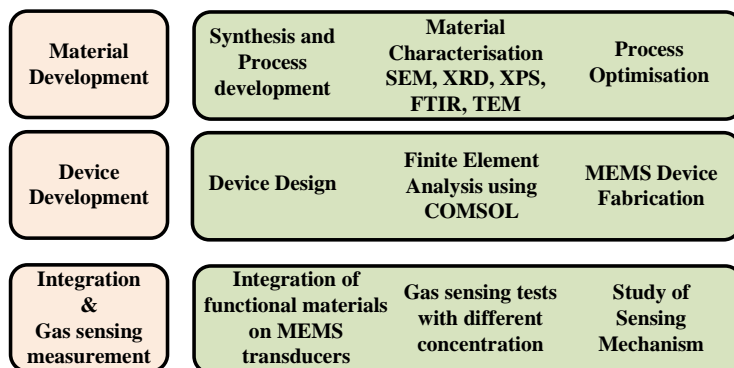 Material
Development
Synthesis and
Process
development
Material
Characterisation
SEM, XRD, XPS,
FTIR, TEM
Process
Optimisation
Device
Development
Device Design
Finite Element
Analysis using
COMSOL
MEMS Device
Fabrication
Integration
&
Gas sensing
measurement
Integration of
functional materials
on MEMS
transducers
Gas sensing tests
with different
concentration
Study of
Sensing
Mechanism